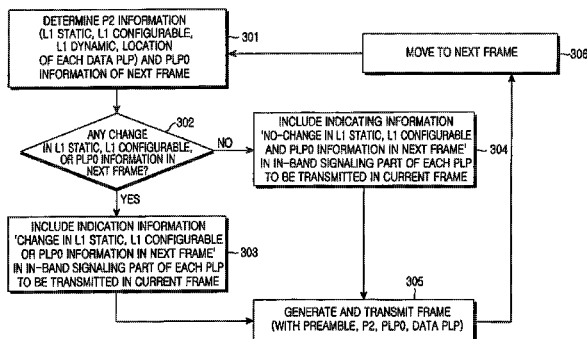 DETERMINE P2 INFORMATION
(L1 STATIC, L1 CONFIGURABLE,
L1 DYNAMIC, LOCATION
OF EACH DATA PLP) AND PLP0
INFORMATION OF NEXT FRAME
301
MOVE TO NEXT FRAME
306
302
ANY CHANGE
IN L1 STATIC, L1 CONFIGURABLE,
OR PLP0 INFORMATION IN
NEXT FRAME?
NO
YES
INCLUDE INDICATING INFORMATION
'NO-CHANGE IN L1 STATIC, L1 CONFIGURABLE
AND PLP0 INFORMATION IN NEXT FRAME'
IN IN-BAND SIGNALING PART OF EACH PLP
TO BE TRANSMITTED IN CURRENT FRAME
304
INCLUDE INDICATION INFORMATION
'CHANGE IN L1 STATIC, L1 CONFIGURABLE
OR PLP0 INFORMATION IN NEXT FRAME'
IN IN-BAND SIGNALING PART OF EACH PLP
TO BE TRANSMITTED IN CURRENT FRAME
303
305
GENERATE AND TRANSMIT FRAME
(WITH PREAMBLE, P2, PLP0, DATA PLP)